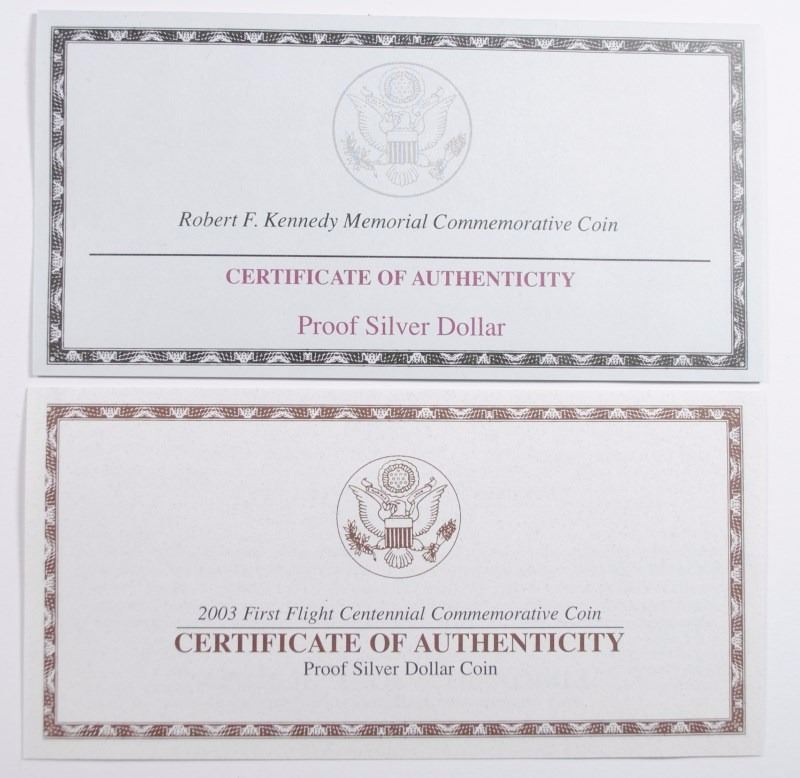 Robert F. Kennedy Memorial Commemorative Coin
CERTIFICATE OF AUTHENTICITY
Proof Silver Dollar
2003 First Flight Centennial Commemorative Coin
CERTIFICATE OF AUTHENTICITY
Proof Silver Dollar Coin